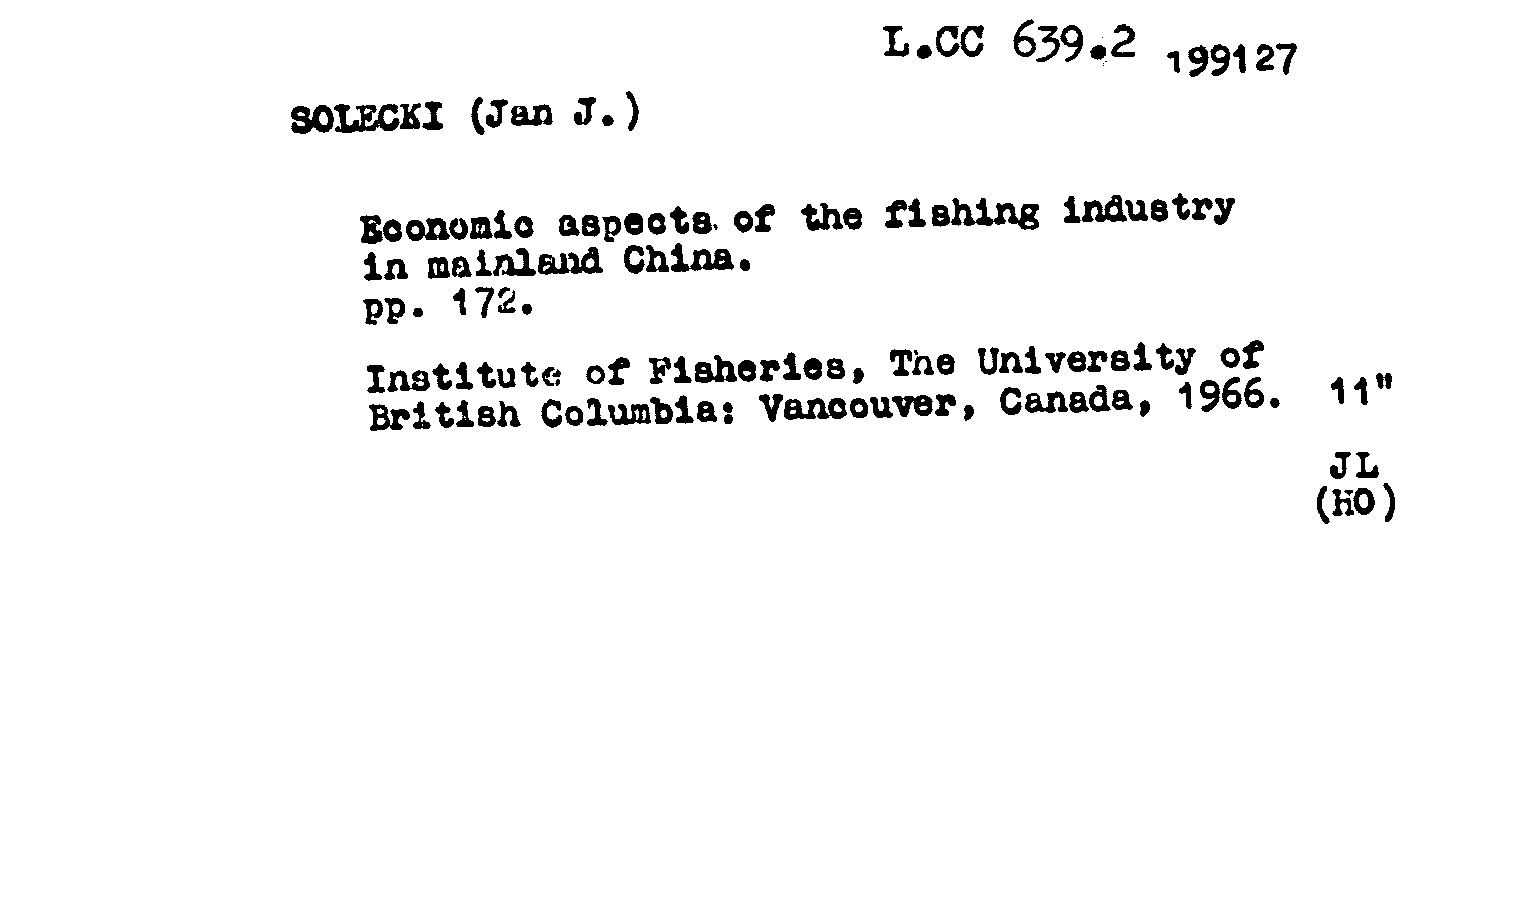 L.CC 639.2 199127
SOLECKI (Jan J.)
Economic aspects of the fishing industry
in mainland China.
pp. 172.
Institute of Fisheries, The University of
British Columbia: Vancouver, Canada, 1966. 11"
JL
(HO)